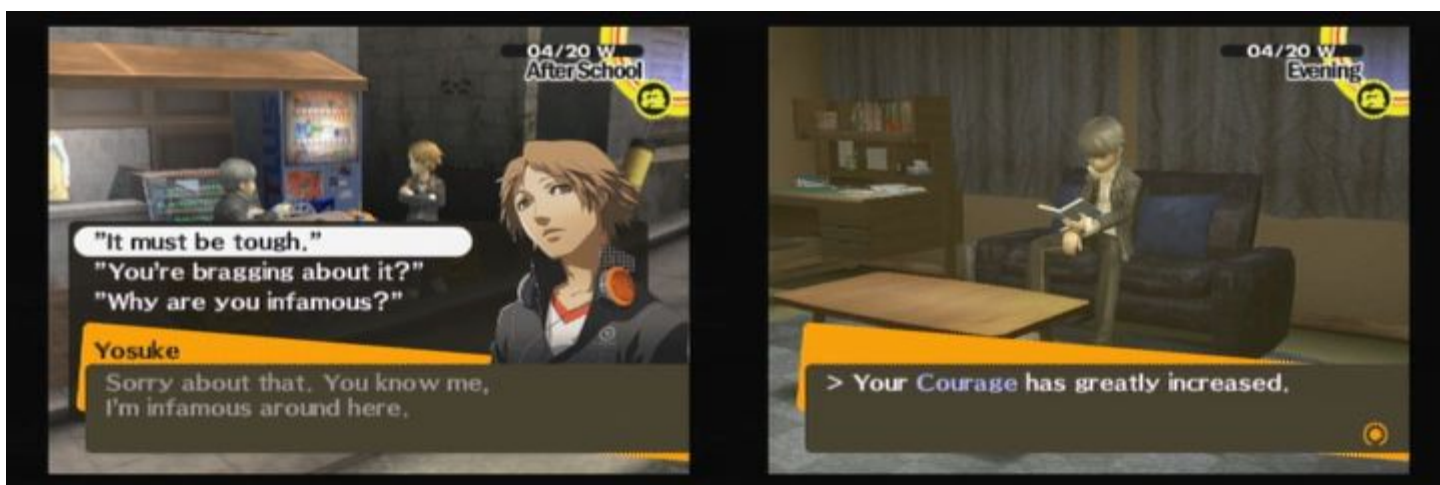 04/20 W
After School
"It must be tough."
"You're bragging about it?"
"Why are you infamous?"
Yosuke
Sorry about that. You know me,
I'm infamous around here.
04/20 W
Evening
> Your Courage has greatly increased.